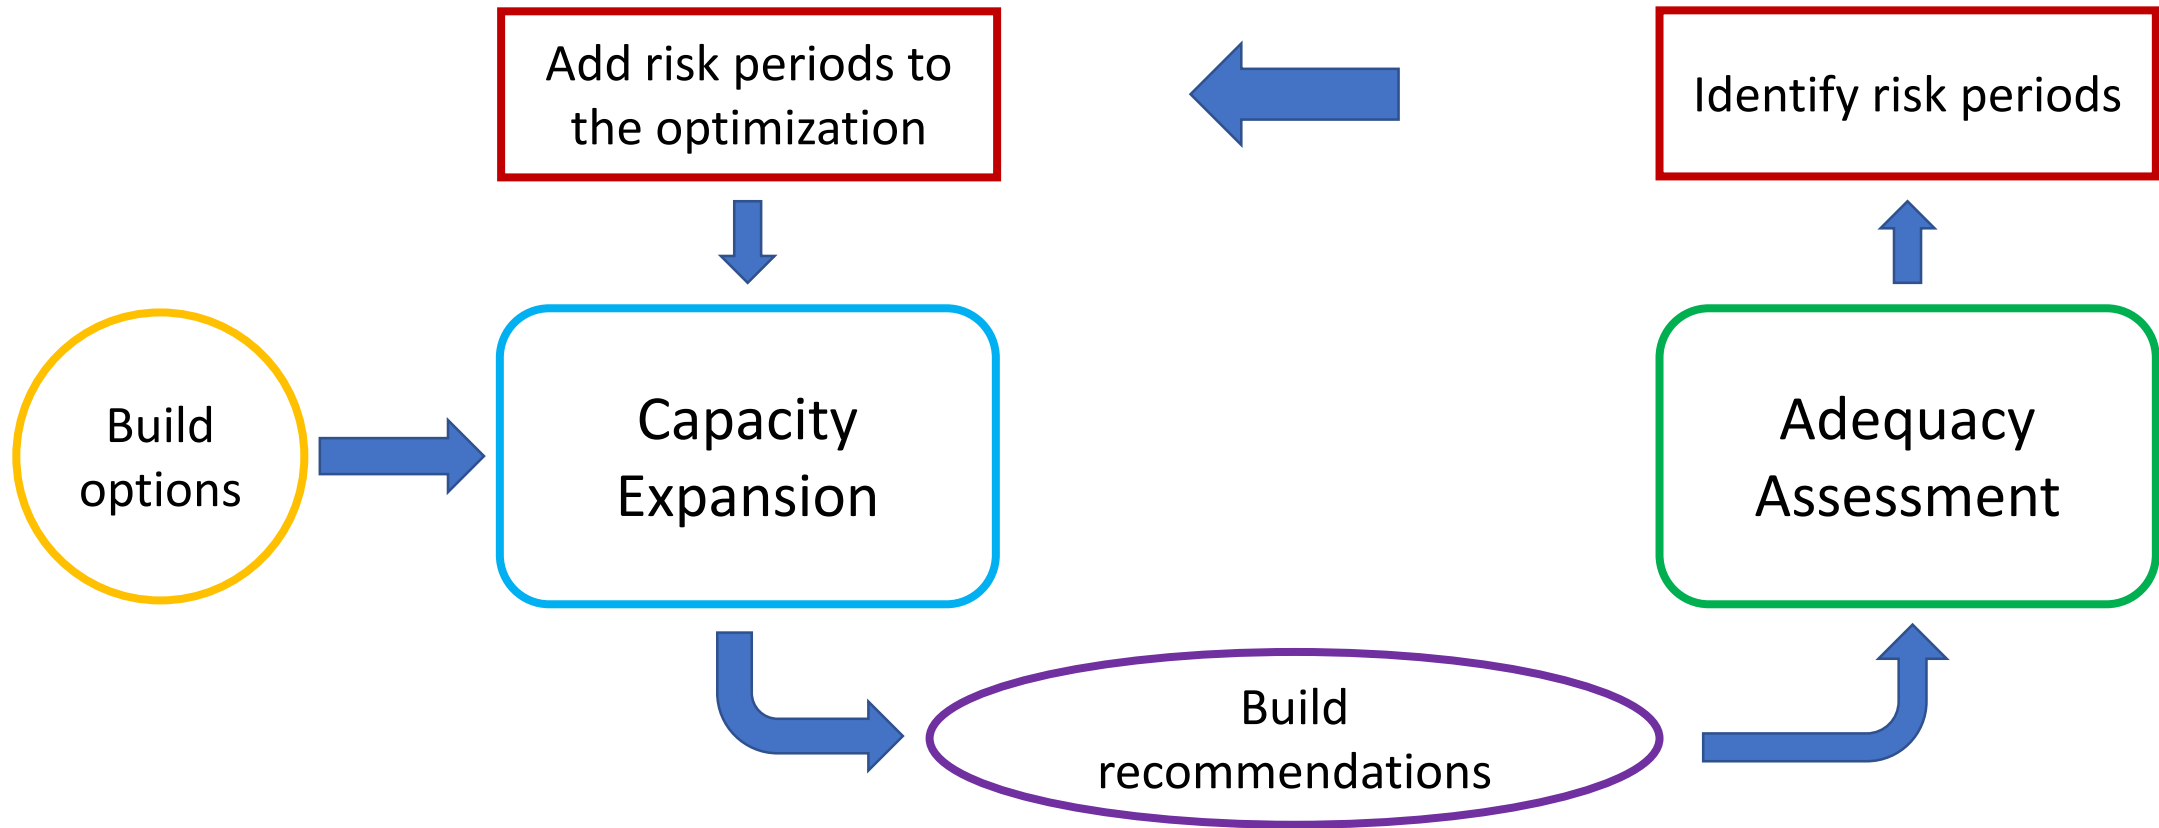 Add risk periods to
the optimization
Identify risk periods
Build
options
Capacity
Expansion
Adequacy
Assessment
Build
recommendations